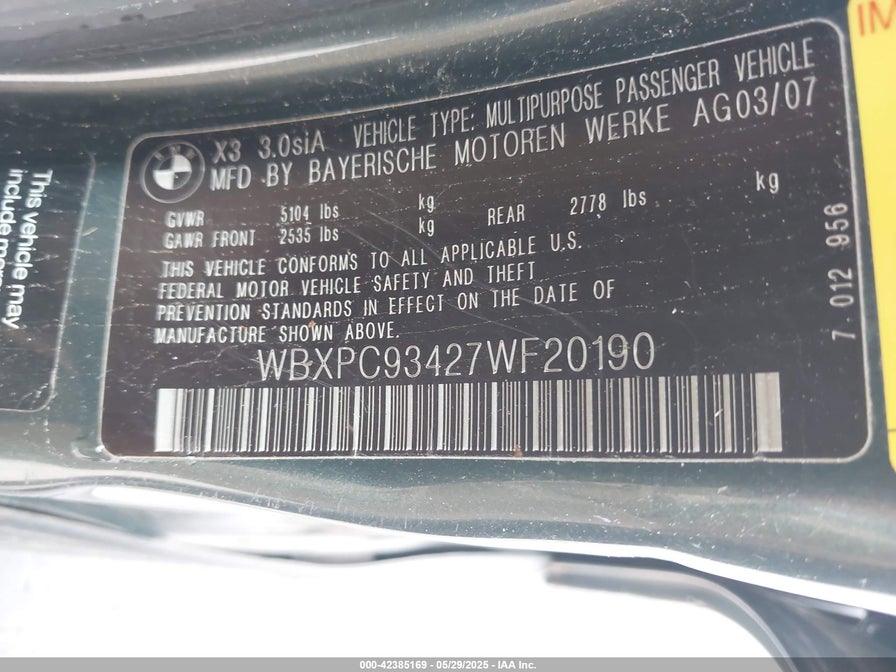 IM
X3 3.0siA VEHICLE TYPE: MULTIPURPOSE PASSENGER VEHICLE
MFD BY BAYERISCHE MOTOREN WERKE AG03/07
GVWR 5104 lbs kg
GAWR FRONT 2535 lbs kg REAR 2778 lbs kg
THIS VEHICLE CONFORMS TO ALL APPLICABLE U.S.
FEDERAL MOTOR VEHICLE SAFETY AND THEFT
PREVENTION STANDARDS IN EFFECT ON THE DATE OF
MANUFACTURE SHOWN ABOVE.
WBXPC93427WF20190
7 012 956
This vehicle may
include more
000-42385169 | 05/29/2025 - IAA Inc.